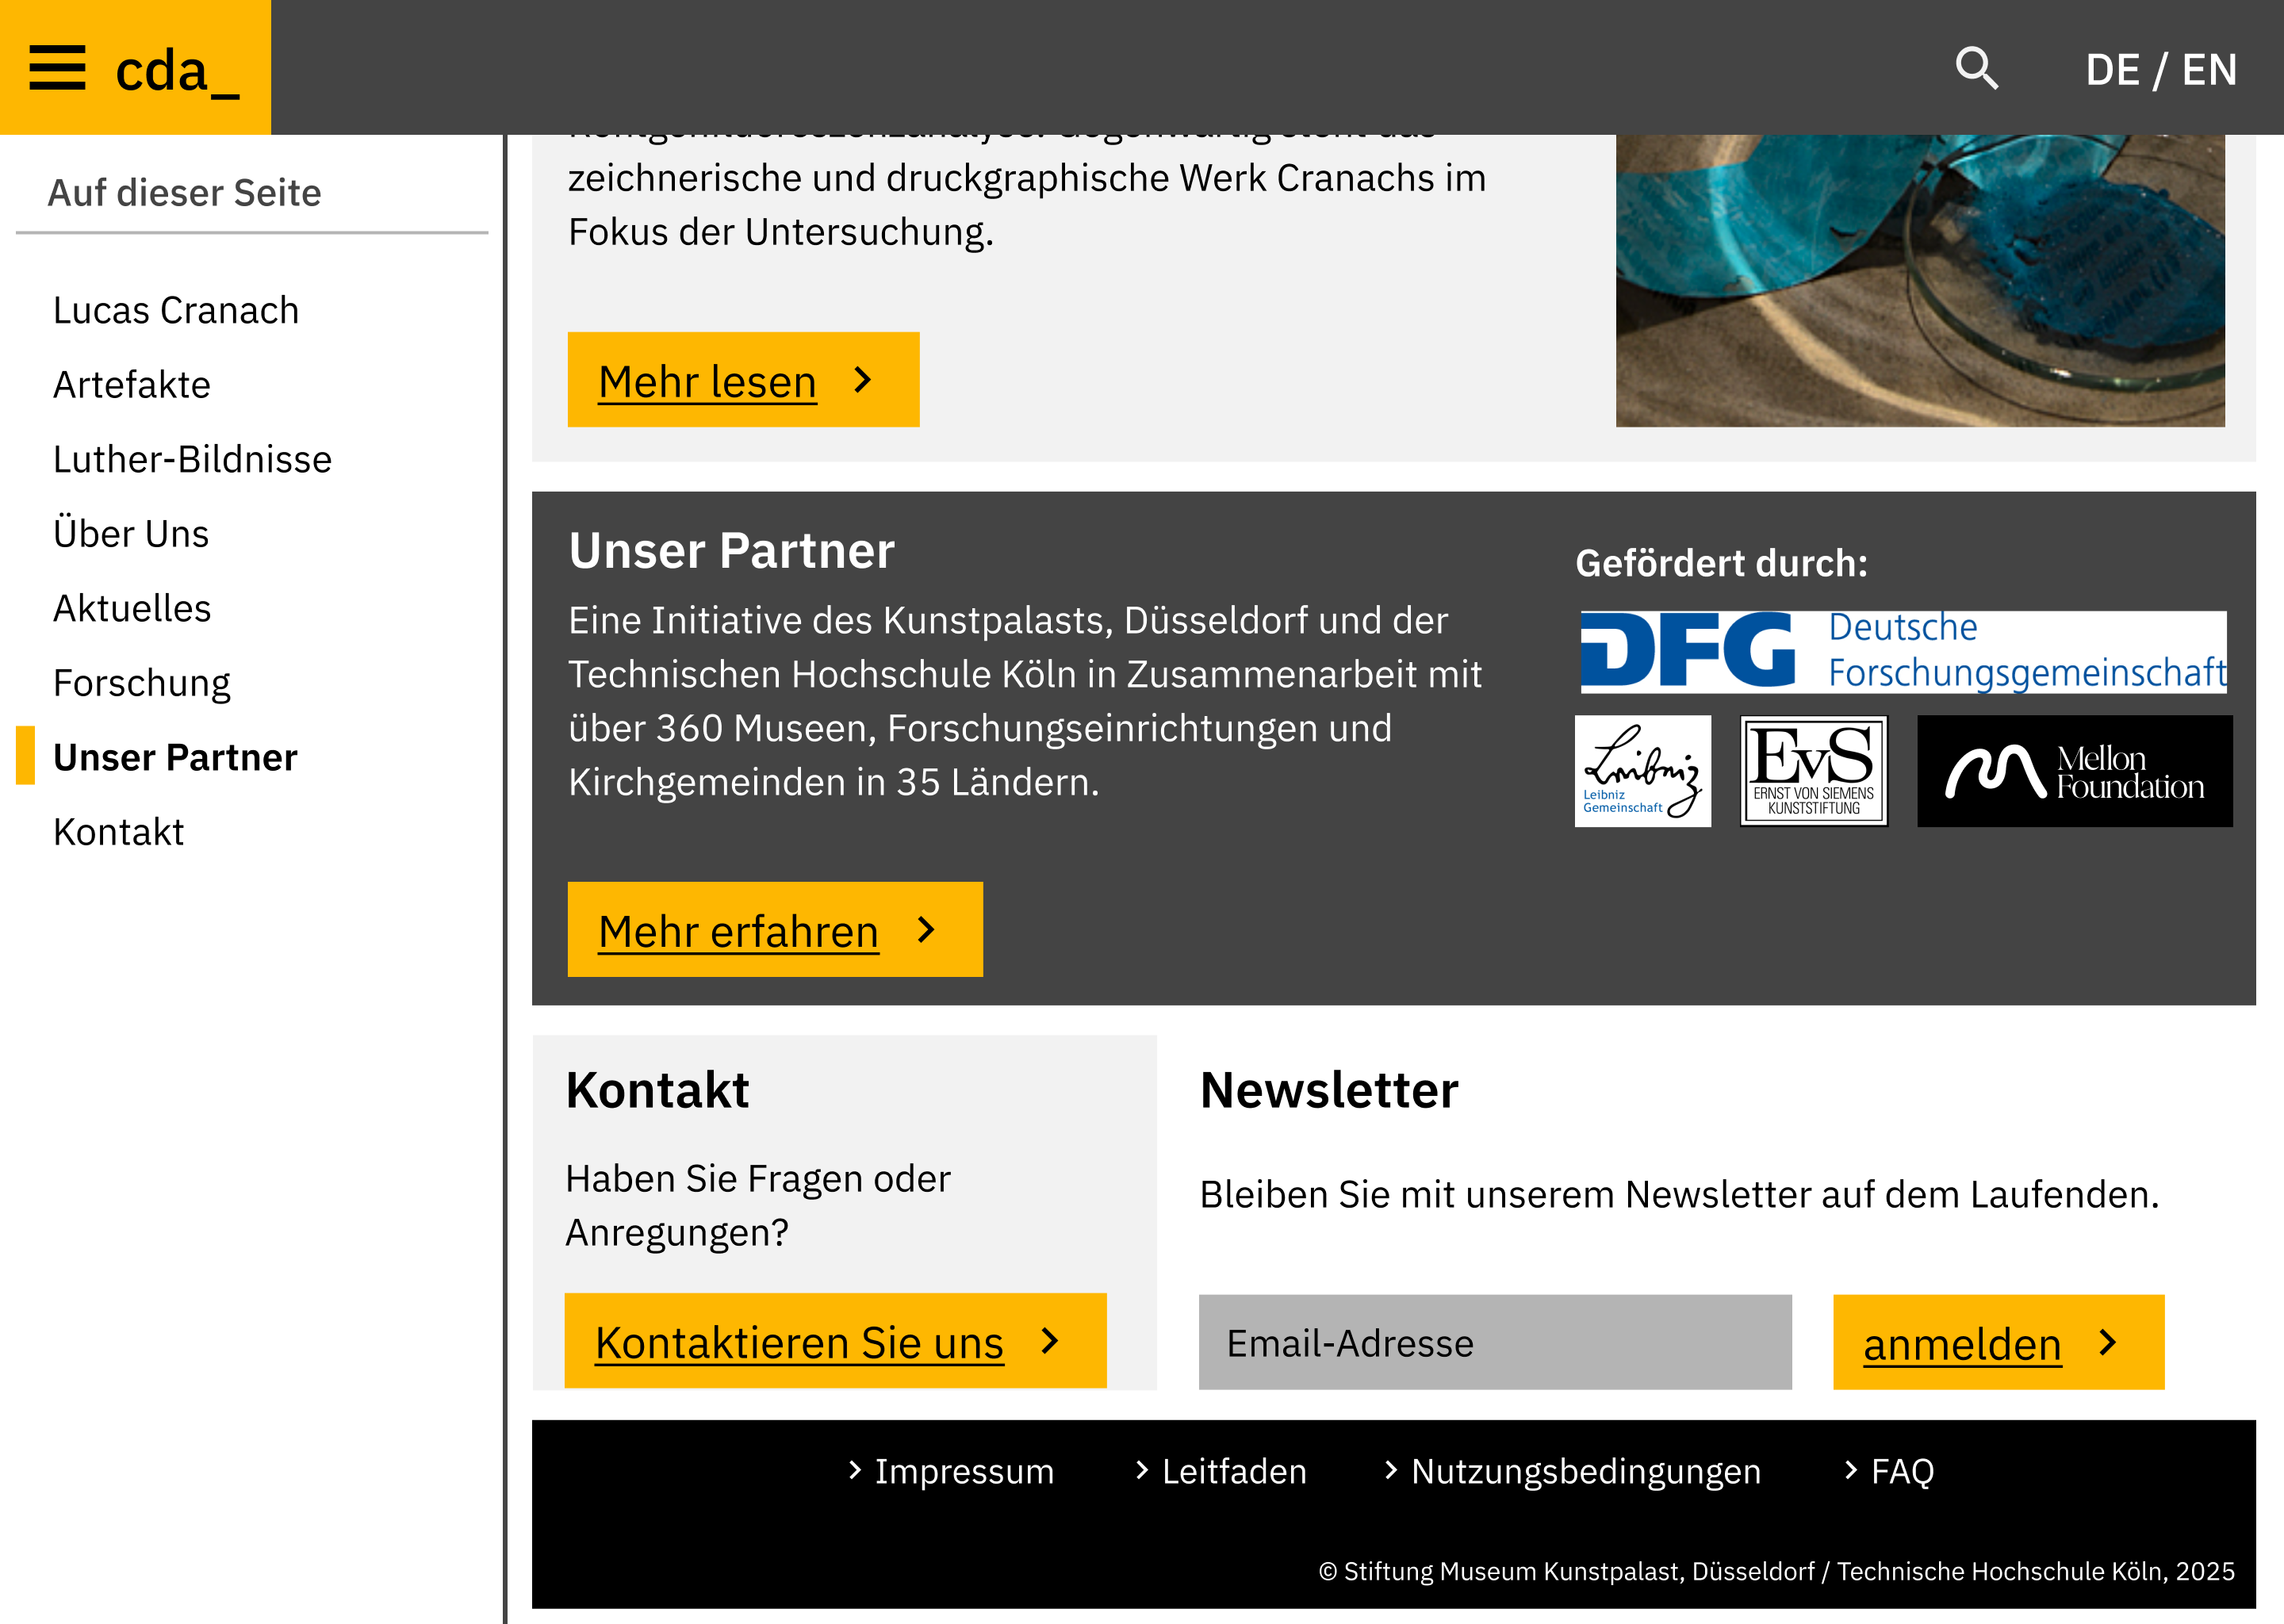 cda_
DE / EN
Auf dieser Seite
Lucas Cranach
Artefakte
Luther-Bildnisse
Über Uns
Aktuelles
Forschung
Unser Partner
Kontakt
zeichnerische und druckgraphische Werk Cranachs im
Fokus der Untersuchung.
Mehr lesen
Unser Partner
Eine Initiative des Kunstpalasts, Düsseldorf und der
Technischen Hochschule Köln in Zusammenarbeit mit
über 360 Museen, Forschungseinrichtungen und
Kirchgemeinden in 35 Ländern.
Mehr erfahren
Gefördert durch:
DFG Deutsche
Forschungsgemeinschaft
Leibniz
Leibniz
Gemeinschaft
EvS
ERNST VON SIEMENS
KUNSTSTIFTUNG
Mellon
Foundation
Kontakt
Haben Sie Fragen oder
Anregungen?
Kontaktieren Sie uns
Newsletter
Bleiben Sie mit unserem Newsletter auf dem Laufenden.
Email-Adresse
anmelden
Impressum
Leitfaden
Nutzungsbedingungen
FAQ
© Stiftung Museum Kunstpalast, Düsseldorf / Technische Hochschule Köln, 2025